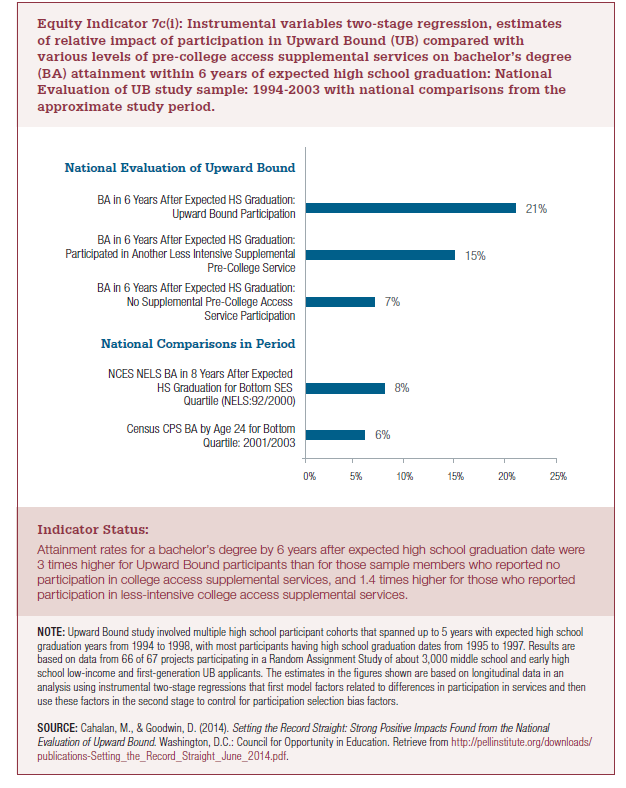 Equity Indicator 7c(i): Instrumental variables two-stage regression, estimates
of relative impact of participation in Upward Bound (UB) compared with
various levels of pre-college access supplemental services on bachelor's degree
(BA) attainment within 6 years of expected high school graduation: National
Evaluation of UB study sample: 1994-2003 with national comparisons from the
approximate study period.
National Evaluation of Upward Bound
BA in 6 Years After Expected HS Graduation:
Upward Bound Participation
21%
BA in 6 Years After Expected HS Graduation:
Participated in Another Less Intensive Supplemental
Pre-College Service
15%
BA in 6 Years After Expected HS Graduation:
No Supplemental Pre-College Access
Service Participation
7%
National Comparisons in Period
NCES NELS BA in 8 Years After Expected
HS Graduation for Bottom SES
Quartile (NELS:92/2000)
8%
Census CPS BA by Age 24 for Bottom
Quartile: 2001/2003
6%
0% 5% 10% 15% 20% 25%
Indicator Status:
Attainment rates for a bachelor's degree by 6 years after expected high school graduation date were
3 times higher for Upward Bound participants than for those sample members who reported no
participation in college access supplemental services, and 1.4 times higher for those who reported
participation in less-intensive college access supplemental services.
NOTE: Upward Bound study involved multiple high school participant cohorts that spanned up to 5 years with expected high school
graduation years from 1994 to 1998, with most participants having high school graduation dates from 1995 to 1997. Results are
based on data from 66 of 67 projects participating in a Random Assignment Study of about 3,000 middle school and early high
school low-income and first-generation UB applicants. The estimates in the figures shown are based on longitudinal data in an
analysis using instrumental two-stage regressions that first model factors related to differences in participation in services and then
use these factors in the second stage to control for participation selection bias factors.
SOURCE: Cahalan, M., & Goodwin, D. (2014). Setting the Record Straight: Strong Positive Impacts Found from the National
Evaluation of Upward Bound. Washington, D.C.: Council for Opportunity in Education. Retrieve from http://pellinstitute.org/downloads/
publications-Setting_the_Record_Straight_June_2014.pdf.